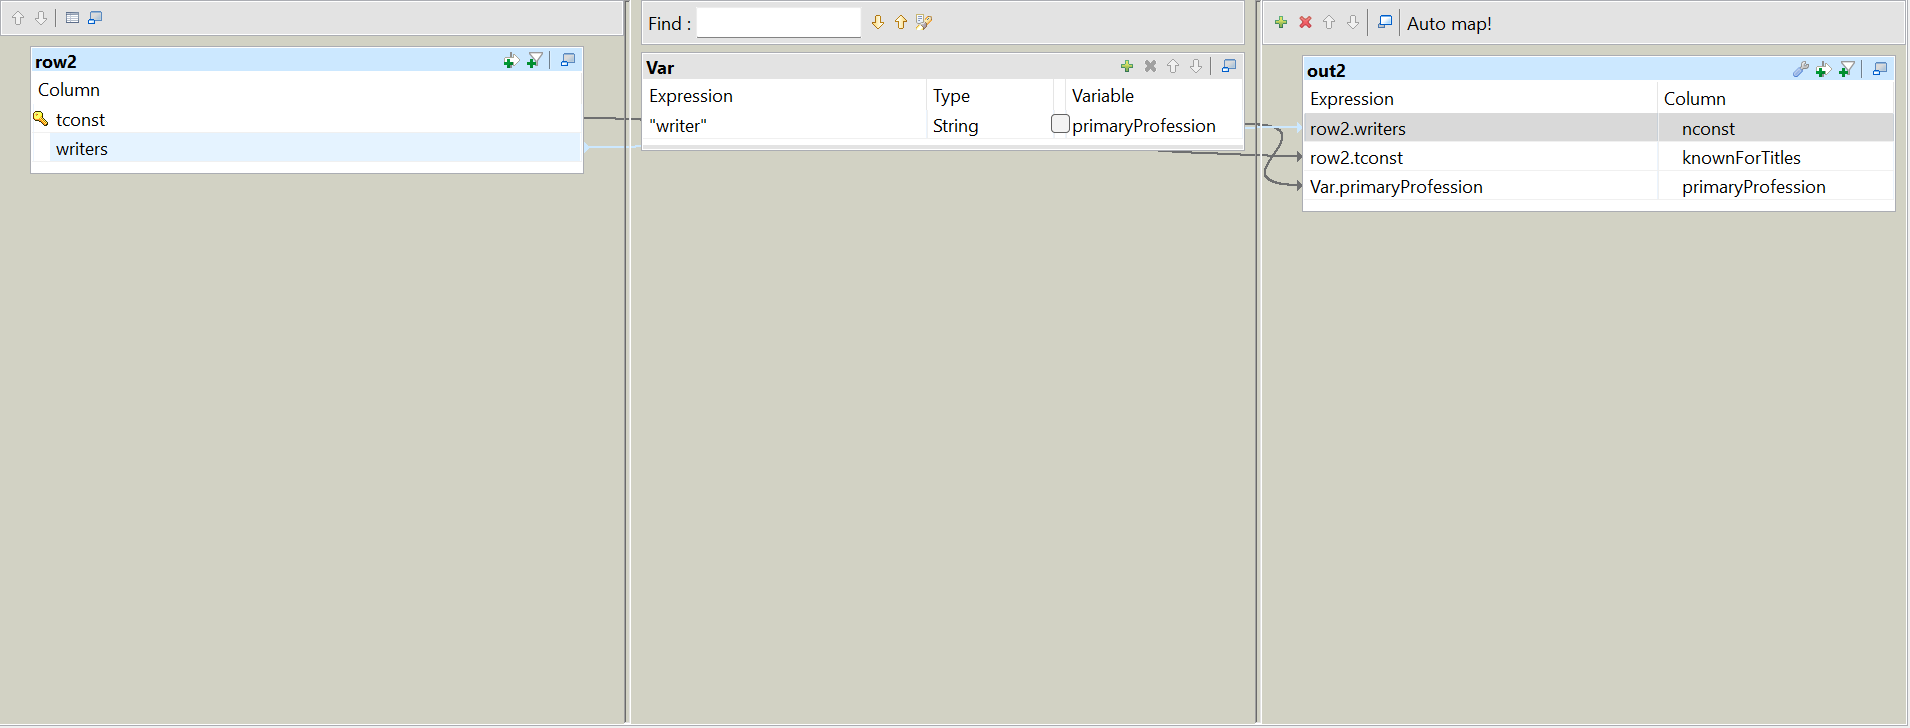 row2
Column
tconst
writers
Find :
Var
Expression Type Variable
"writer" String primaryProfession
Auto map!
out2
Expression Column
row2.writers nconst
row2.tconst knownForTitles
Var.primaryProfession primaryProfession